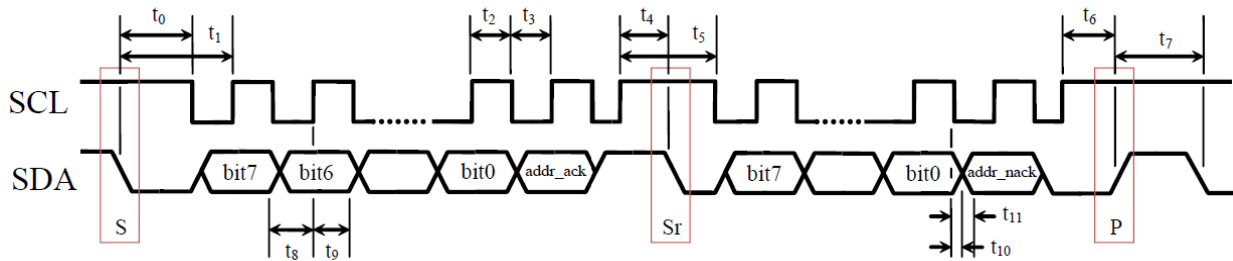 t0 t1 t2 t3 t4 t5 t6 t7
SCL
SDA bit7 bit6 bit0 addr_ack bit7 bit0 addr_nack
S t8 t9 Sr t11 P
t10